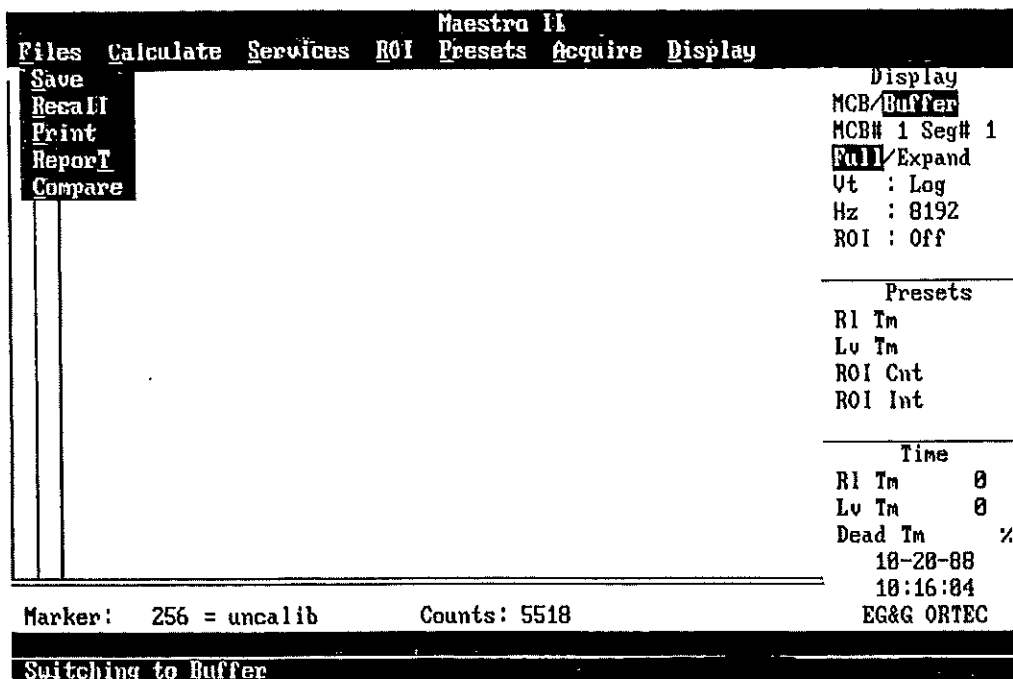 Maestro II
Files Calculate Services ROI Presets Acquire Display
Save
Recall
Print
ReporT
Compare
Display
MCB/Buffer
MCB# 1 Seg# 1
Full/Expand
Vt : Log
Hz : 8192
ROI : Off
Presets
Rl Tm
Lv Tm
ROI Cnt
ROI Int
Time
Rl Tm 0
Lv Tm 0
Dead Tm %
10-20-88
10:16:04
EG&G ORTEC
Marker: 256 = uncalib Counts: 5518
Switching to Buffer